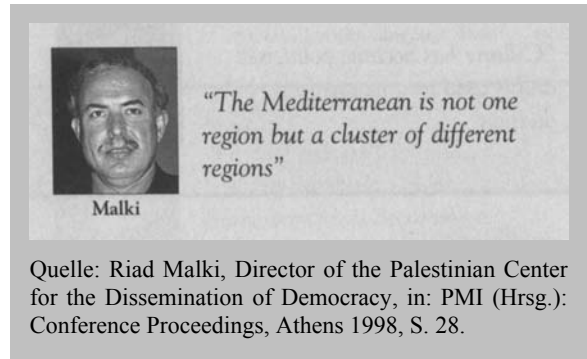 “The Mediterranean is not one
region but a cluster of different
regions”
Malki
Quelle: Riad Malki, Director of the Palestinian Center
for the Dissemination of Democracy, in: PMI (Hrsg.):
Conference Proceedings, Athens 1998, S. 28.